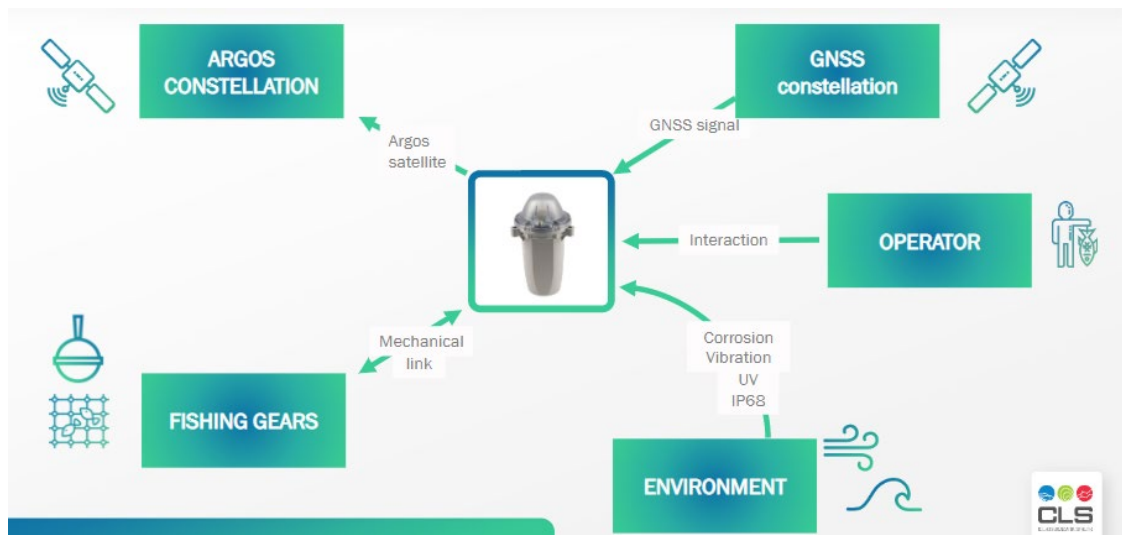 ARGOS
CONSTELLATION
GNSS
constellation
GNSS signal
Argos
satellite
Interaction
OPERATOR
Mechanical
link
Corrosion
Vibration
UV
IP68
FISHING GEARS
ENVIRONMENT
CLS